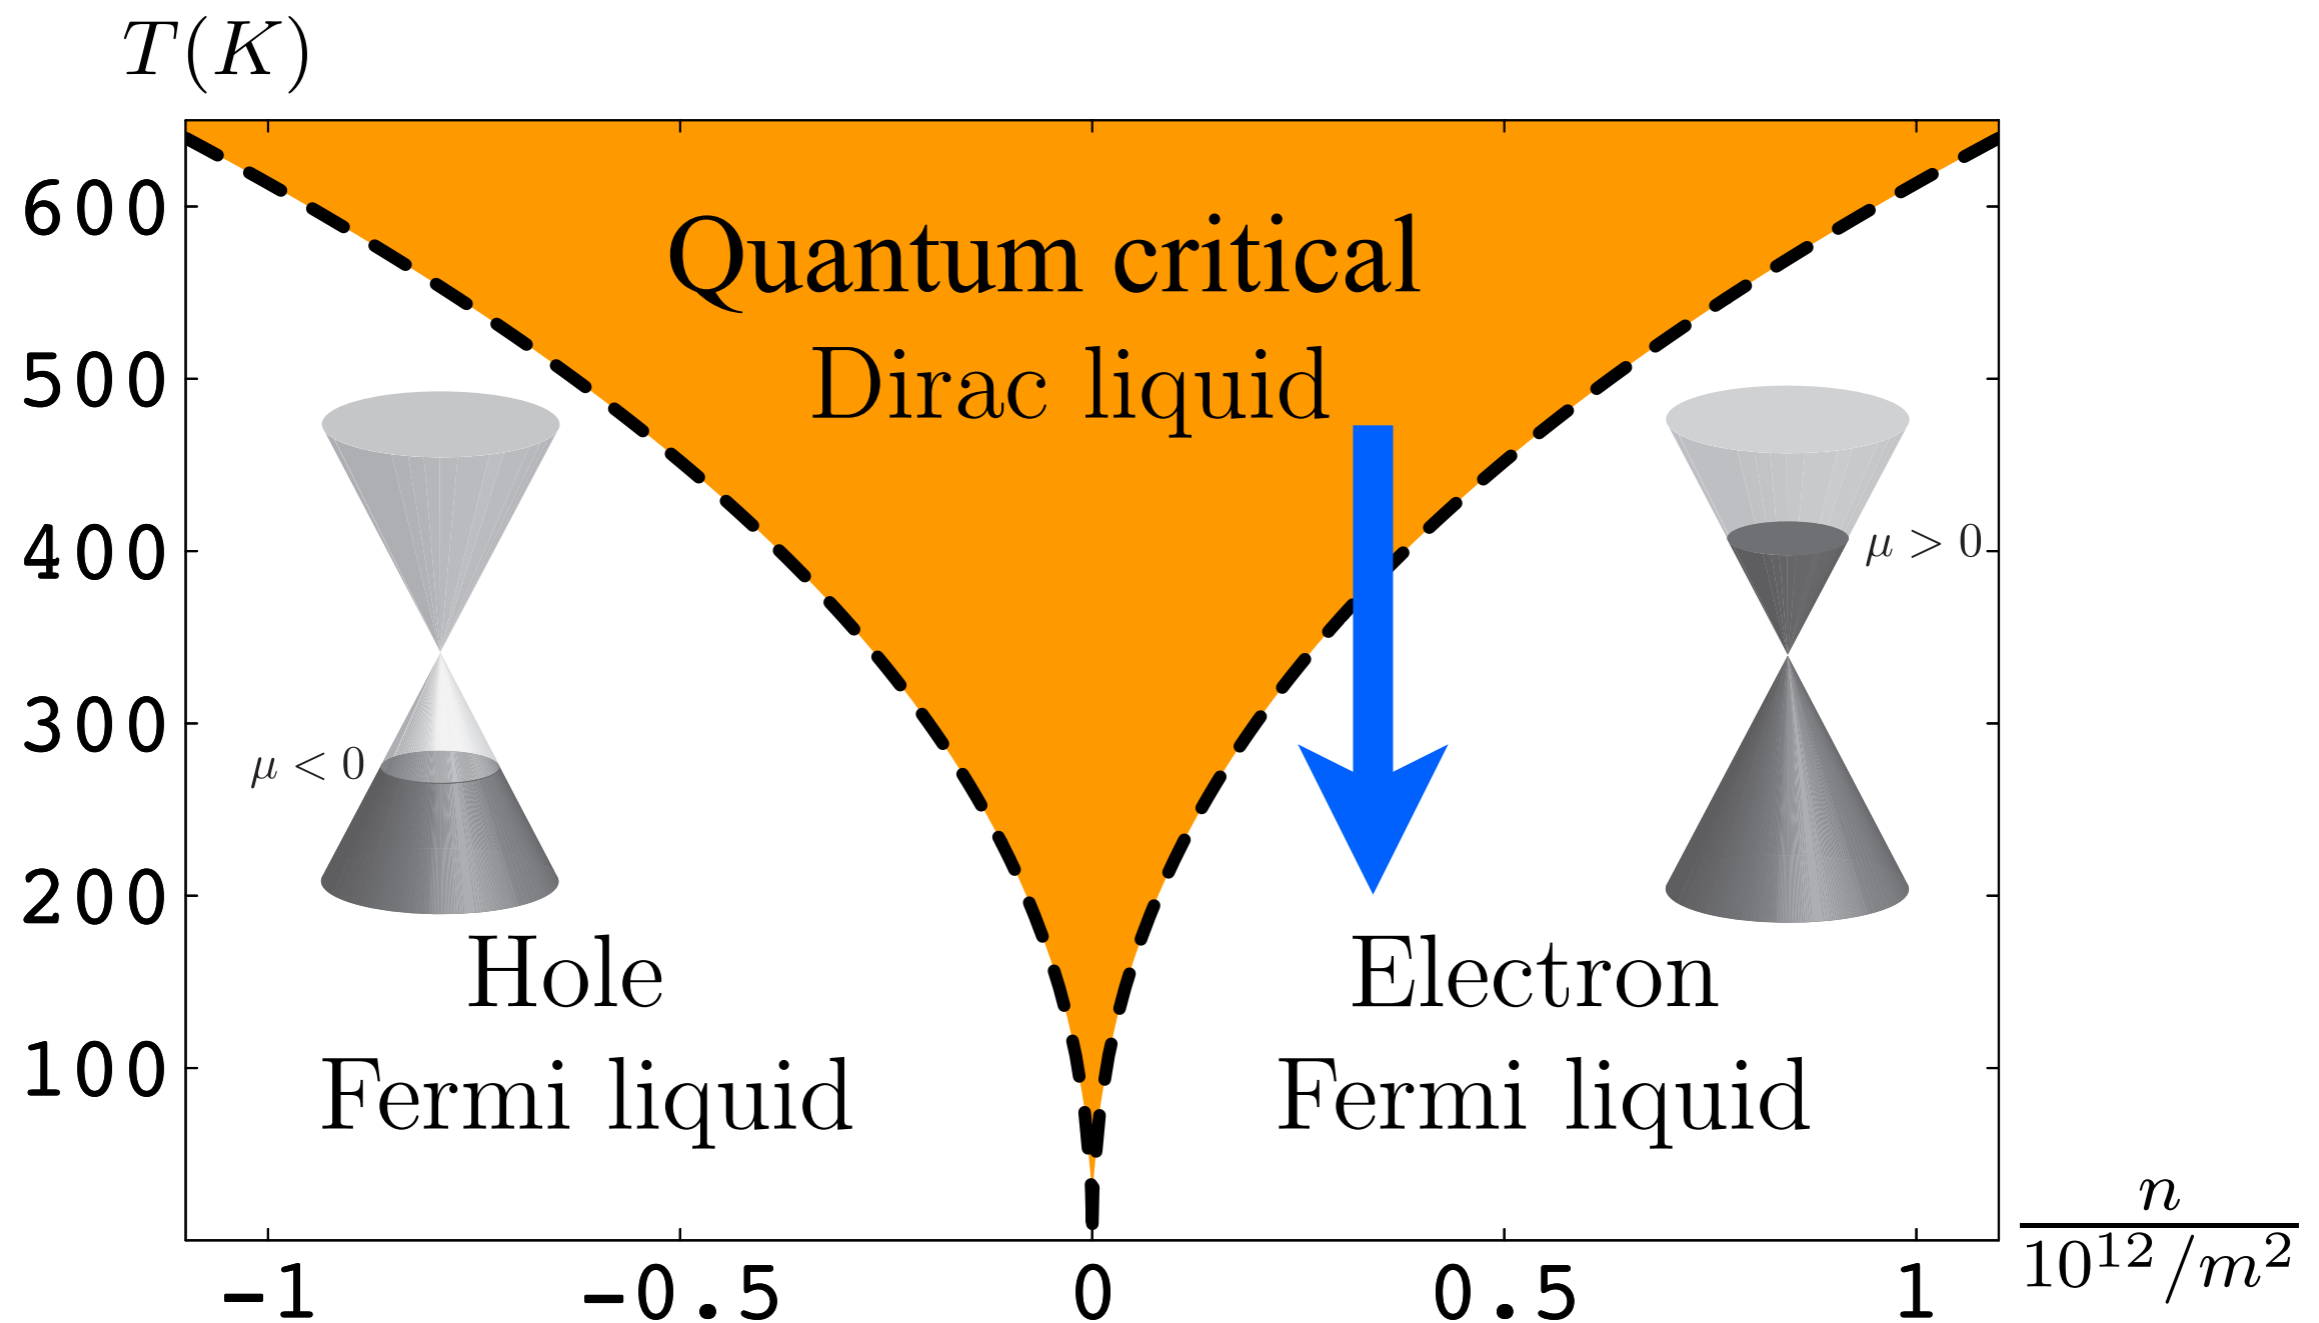 T(K)
600
500
400
300
200
100
Quantum critical
Dirac liquid
μ > 0
μ < 0
Hole
Fermi liquid
Electron
Fermi liquid
-1
-0.5
0
0.5
1
n
10^12/m^2